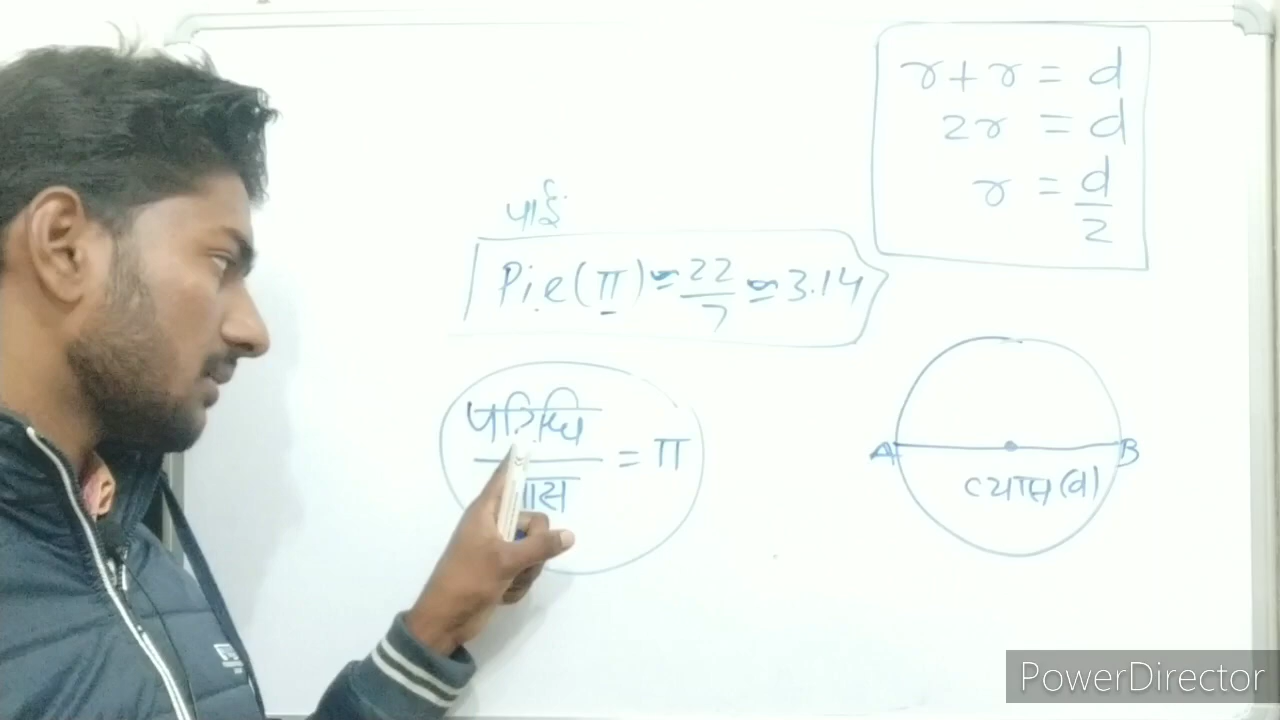 r + r = d
2r = d
r = d/2
पाई
Pie (π) ≃ 22/7 ≃ 3.14
परिधि
= π
A B
व्यास (d)
PowerDirector